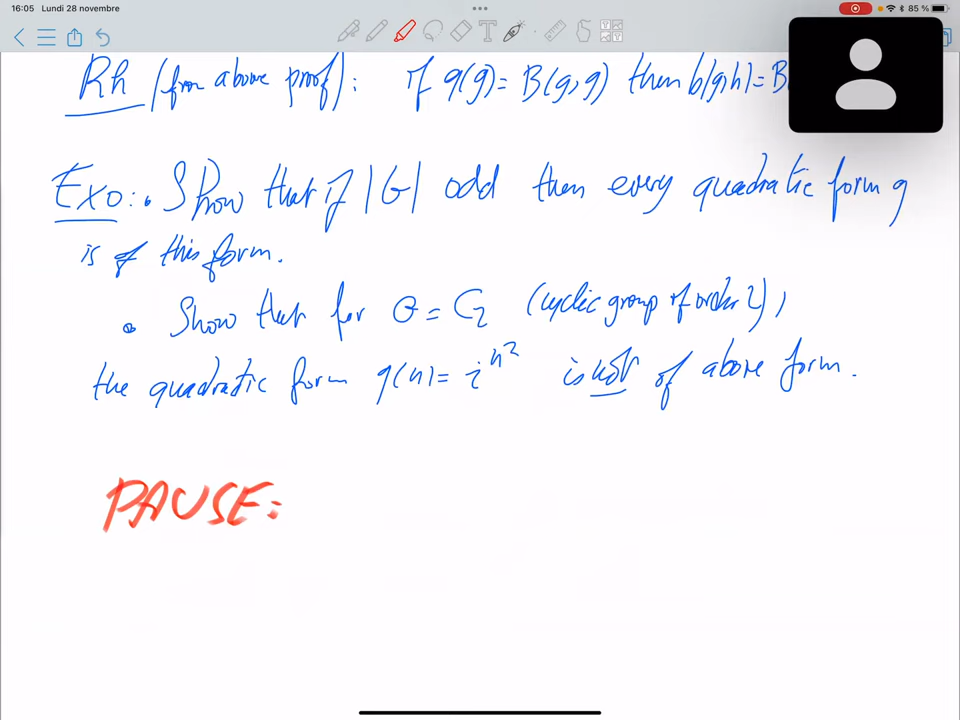 16:05 Lundi 28 novembre
85 %
Rk (from above proof): If q(g) = B(g,g) then b(g,h) = B
Exo: • Show that if |G| odd then every quadratic form q
is of this form.
• Show that for G = C₂ (cyclic group of order 2),
the quadratic form q(n) = i^n² is not of above form.
PAUSE: